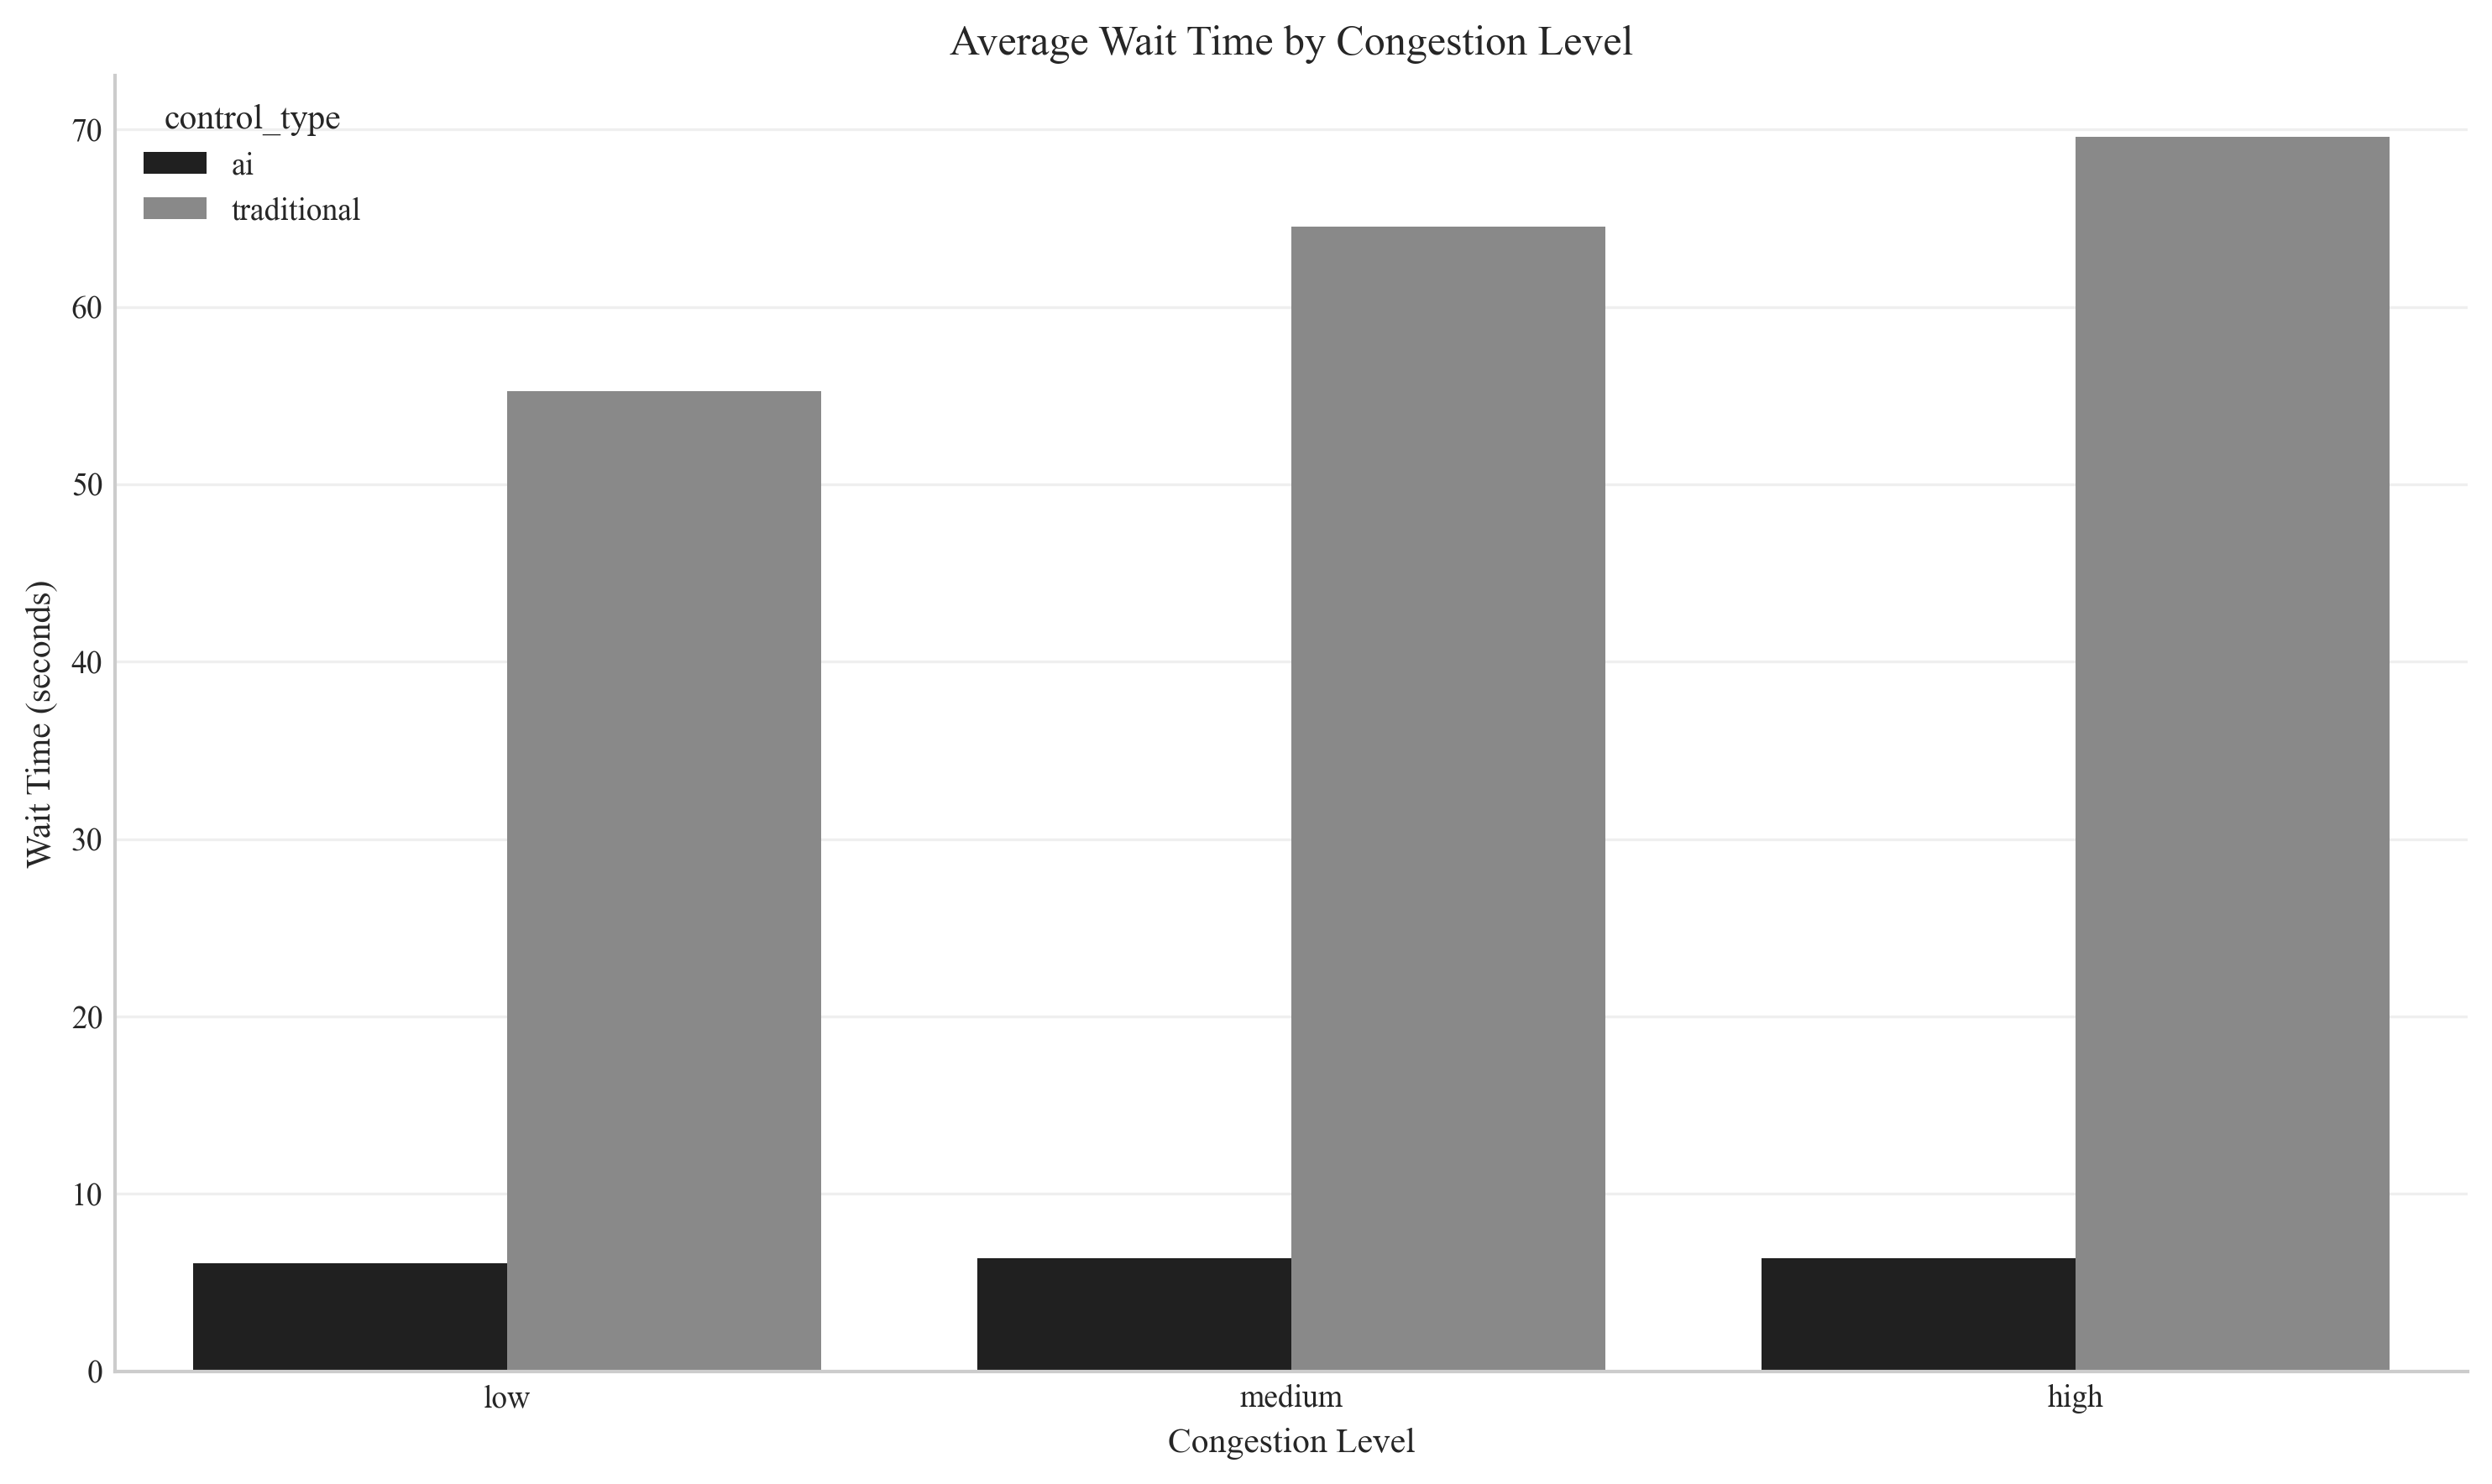 Average Wait Time by Congestion Level
control_type
ai
traditional
70
60
50
40
30
20
10
0
Wait Time (seconds)
low medium high
Congestion Level